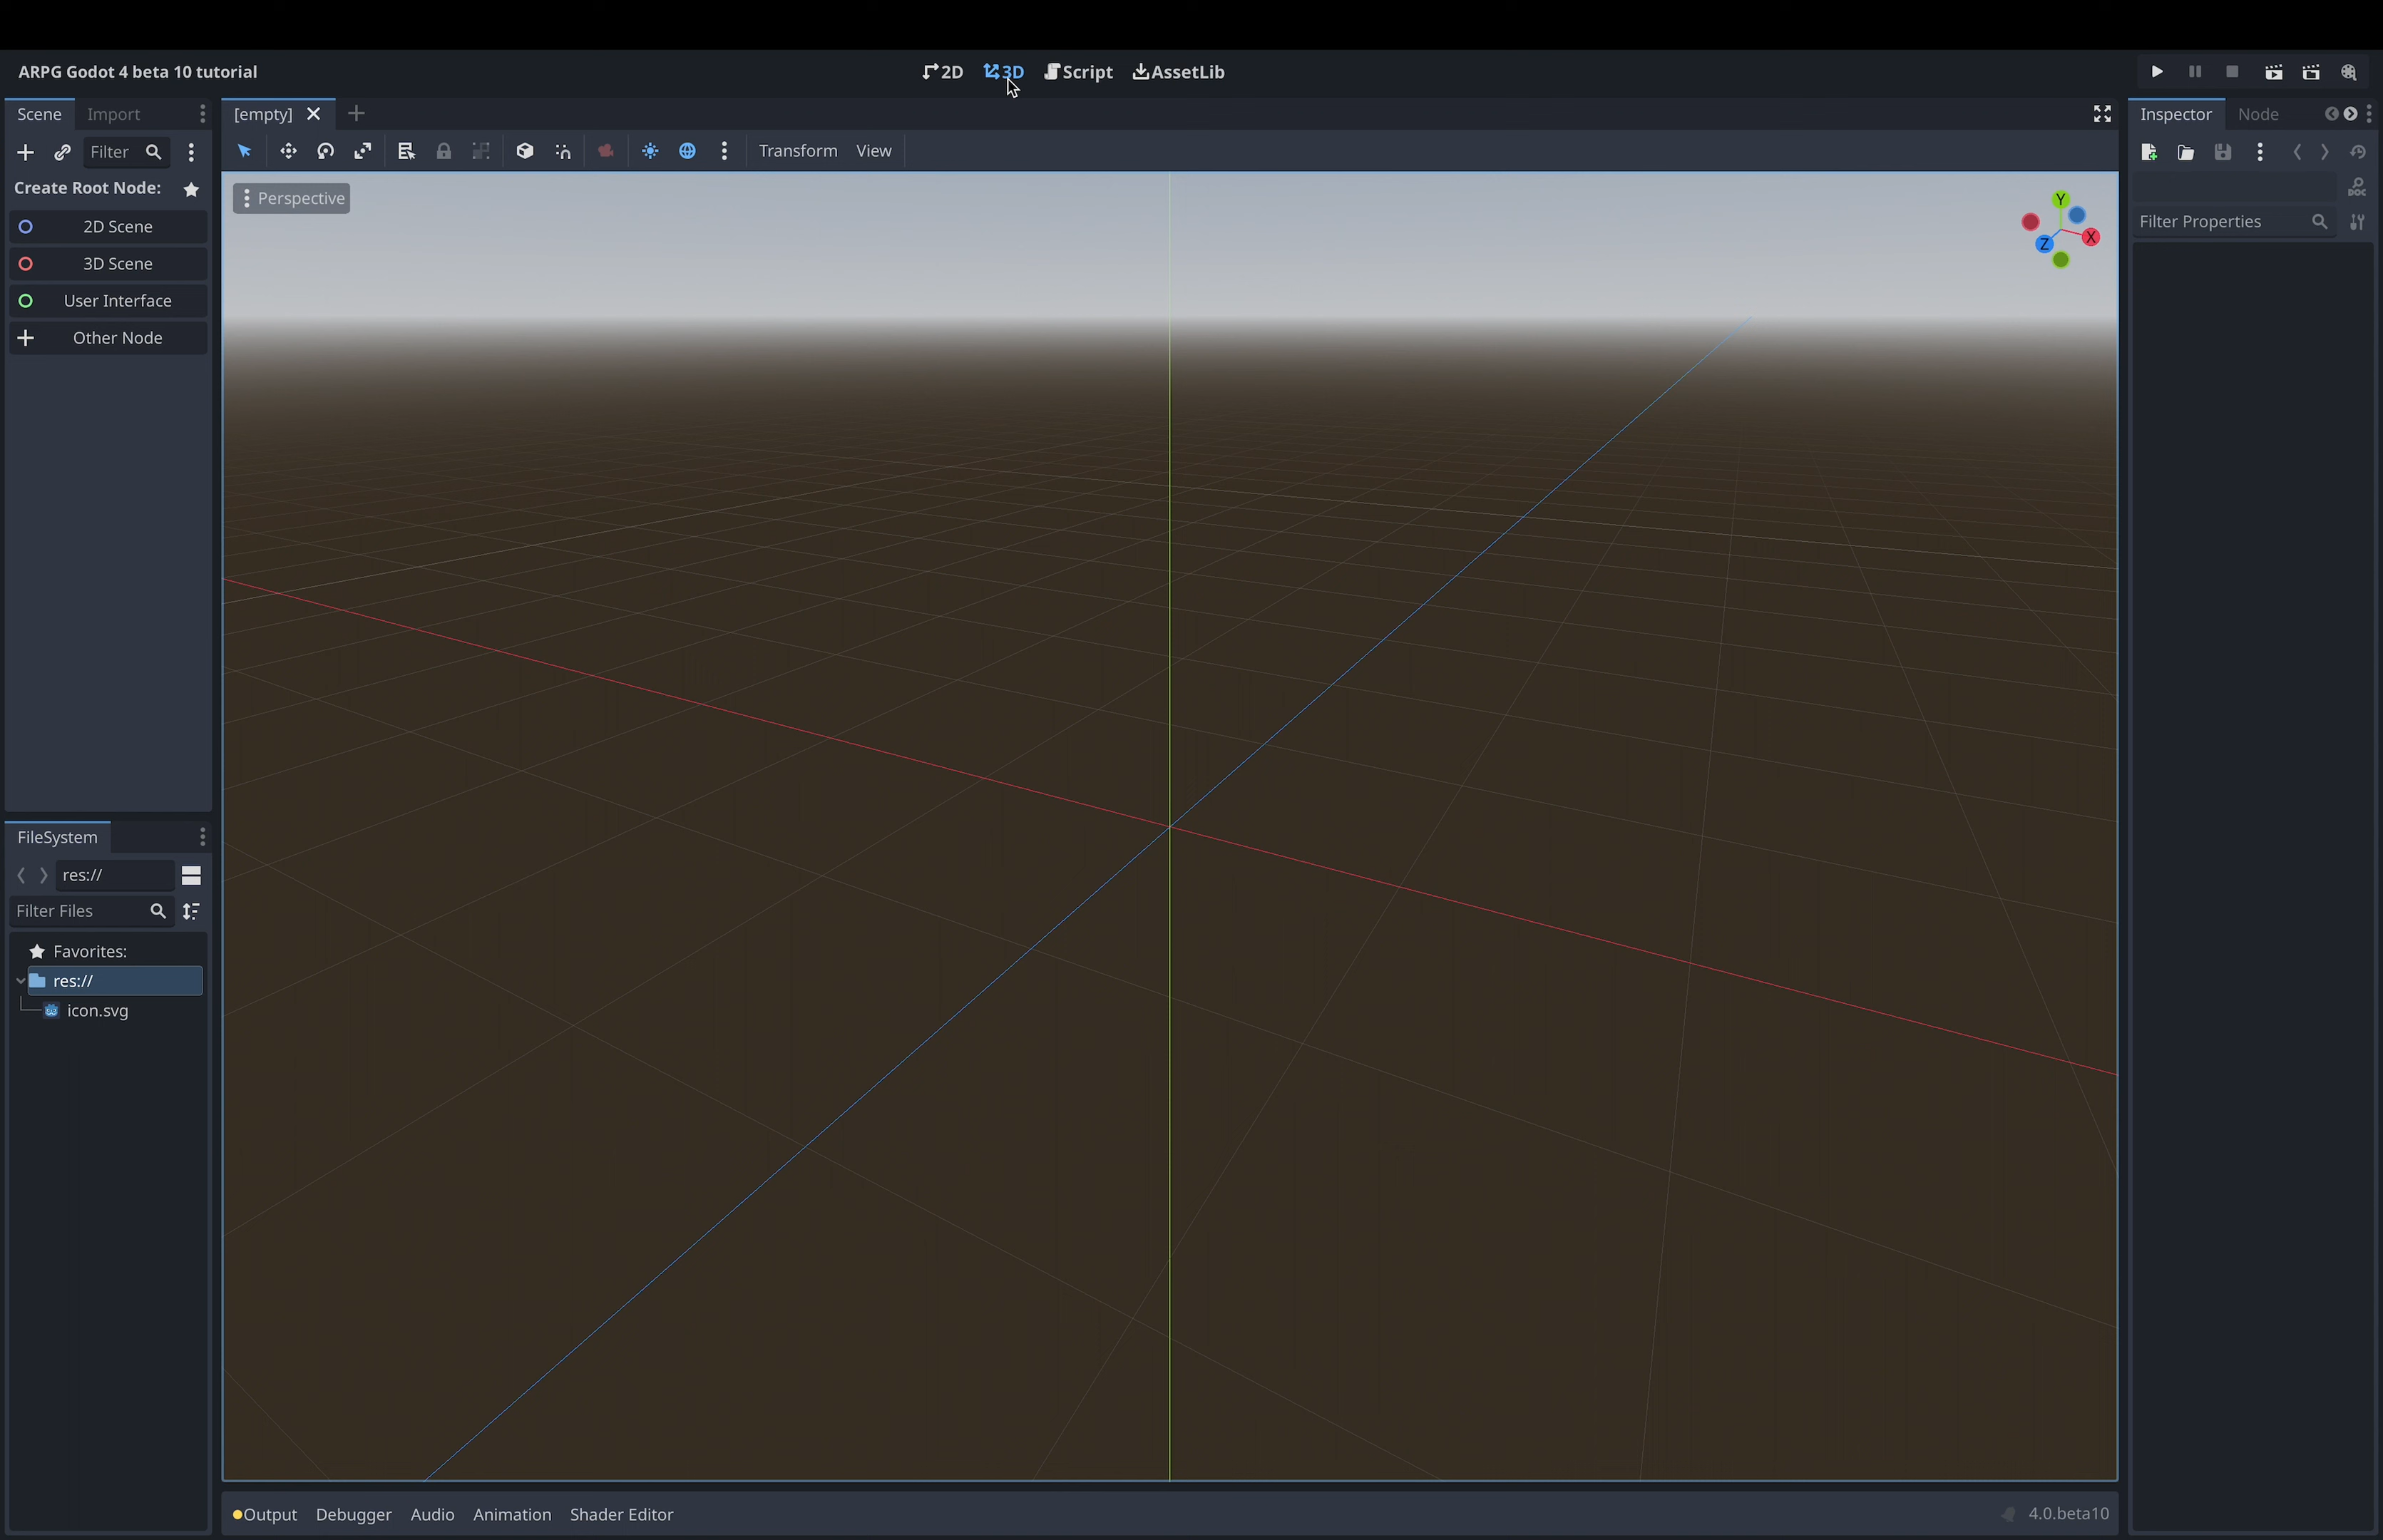 ARPG Godot 4 beta 10 tutorial
2D 3D Script AssetLib
Scene Import
[empty]
Inspector Node
Filter
Transform View
DOC
Create Root Node:
Perspective
2D Scene
Filter Properties
3D Scene
User Interface
Other Node
Y
X
Z
FileSystem
res://
Filter Files
Favorites:
res://
icon.svg
Output Debugger Audio Animation Shader Editor
4.0.beta10